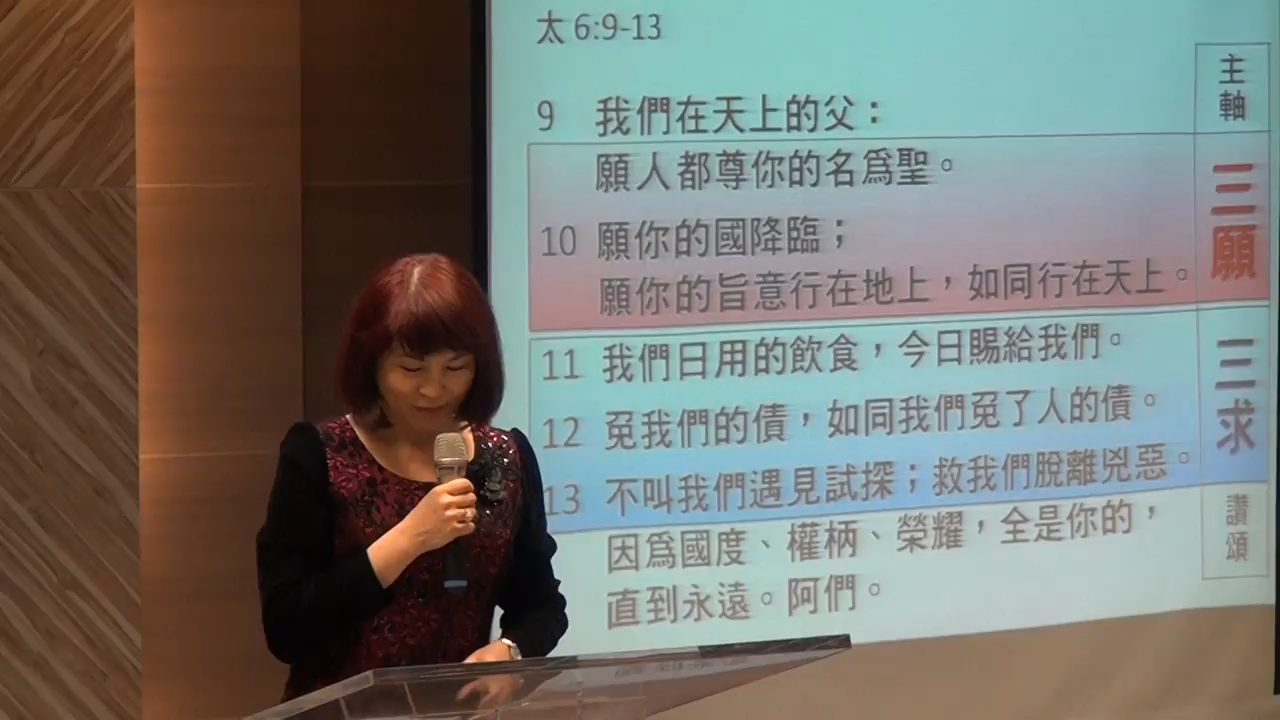 太 6:9-13
主軸
9 我們在天上的父：
願人都尊你的名爲聖。
三願
10 願你的國降臨；
願你的旨意行在地上，如同行在天上。
11 我們日用的飲食，今日賜給我們。
三求
12 免我們的債，如同我們免了人的債。
13 不叫我們遇見試探；救我們脫離兇惡。
讚頌
因爲國度、權柄、榮耀，全是你的，
直到永遠。阿們。